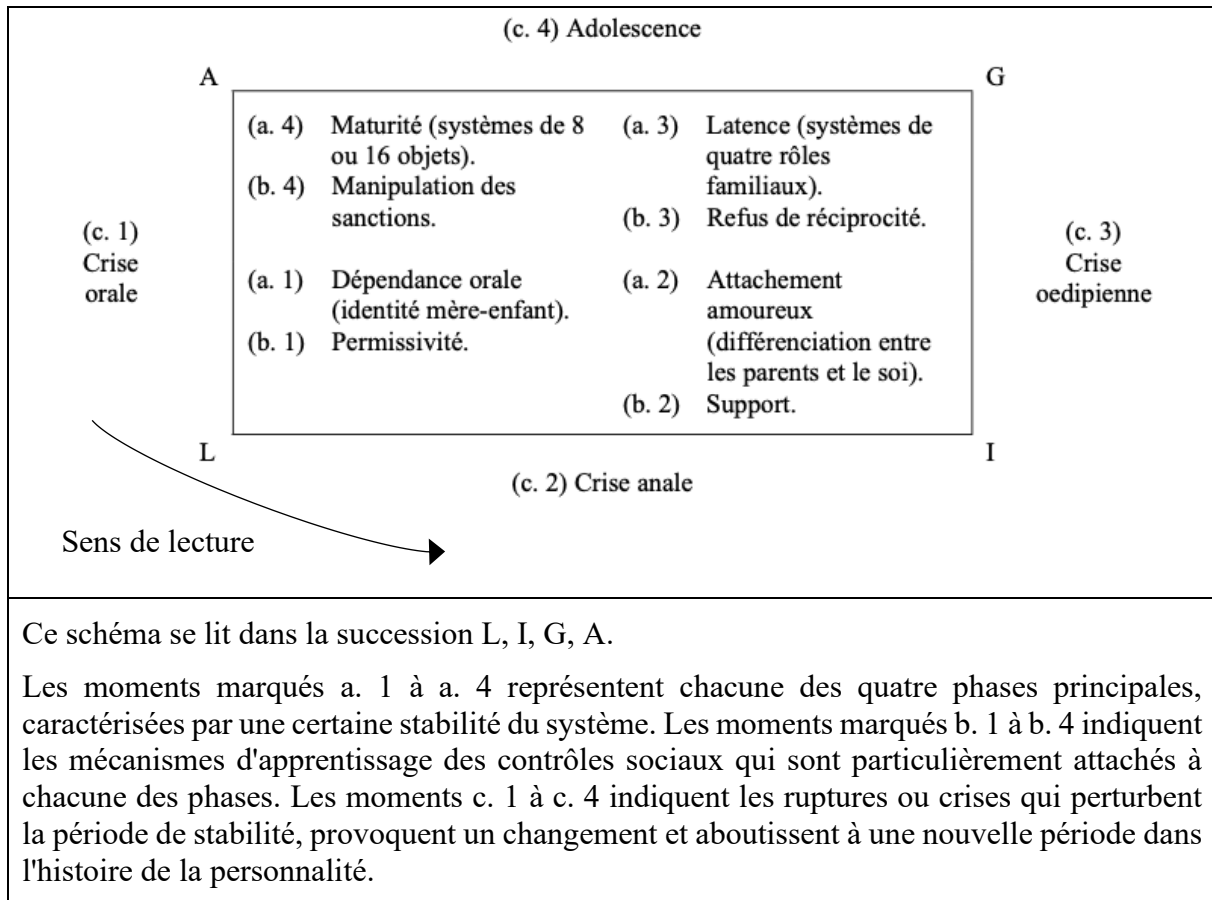 (c. 4) Adolescence
A
G
(a. 4) Maturité (systèmes de 8
ou 16 objets).
(b. 4) Manipulation des
sanctions.
(a. 3) Latence (systèmes de
quatre rôles
familiaux).
(b. 3) Refus de réciprocité.
(c. 1)
Crise
orale
(a. 1) Dépendance orale
(identité mère-enfant).
(b. 1) Permissivité.
(a. 2) Attachement
amoureux
(différenciation entre
les parents et le soi).
(b. 2) Support.
(c. 3)
Crise
oedipienne
L
I
(c. 2) Crise anale
Sens de lecture
Ce schéma se lit dans la succession L, I, G, A.
Les moments marqués a. 1 à a. 4 représentent chacune des quatre phases principales,
caractérisées par une certaine stabilité du système. Les moments marqués b. 1 à b. 4 indiquent
les mécanismes d'apprentissage des contrôles sociaux qui sont particulièrement attachés à
chacune des phases. Les moments c. 1 à c. 4 indiquent les ruptures ou crises qui perturbent
la période de stabilité, provoquent un changement et aboutissent à une nouvelle période dans
l'histoire de la personnalité.